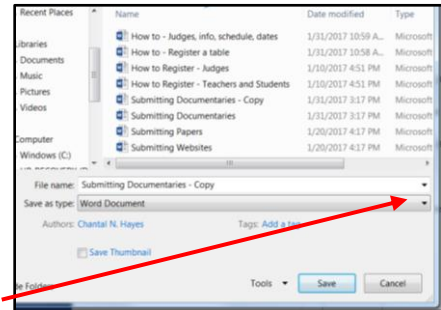 Recent Places Name Date modified Type
How to - Judges, info, schedule, dates 1/31/2017 10:59 A... Microsoft
Libraries How to - Register a table 1/31/2017 10:58 A... Microsoft
Documents How to Register - Judges 1/10/2017 4:51 PM Microsoft
Music How to Register - Teachers and Students 1/10/2017 4:51 PM Microsoft
Pictures Submitting Documentaries - Copy 1/31/2017 3:17 PM Microsoft
Videos Submitting Documentaries 1/31/2017 3:17 PM Microsoft
Submitting Papers 1/20/2017 4:17 PM Microsoft
Computer Submitting Websites 1/20/2017 4:17 PM Microsoft
Windows (C:)
File name: Submitting Documentaries - Copy
Save as type: Word Document
Authors: Chantal N. Hayes Tags: Add a tag
Save Thumbnail
de Folders Tools Save Cancel